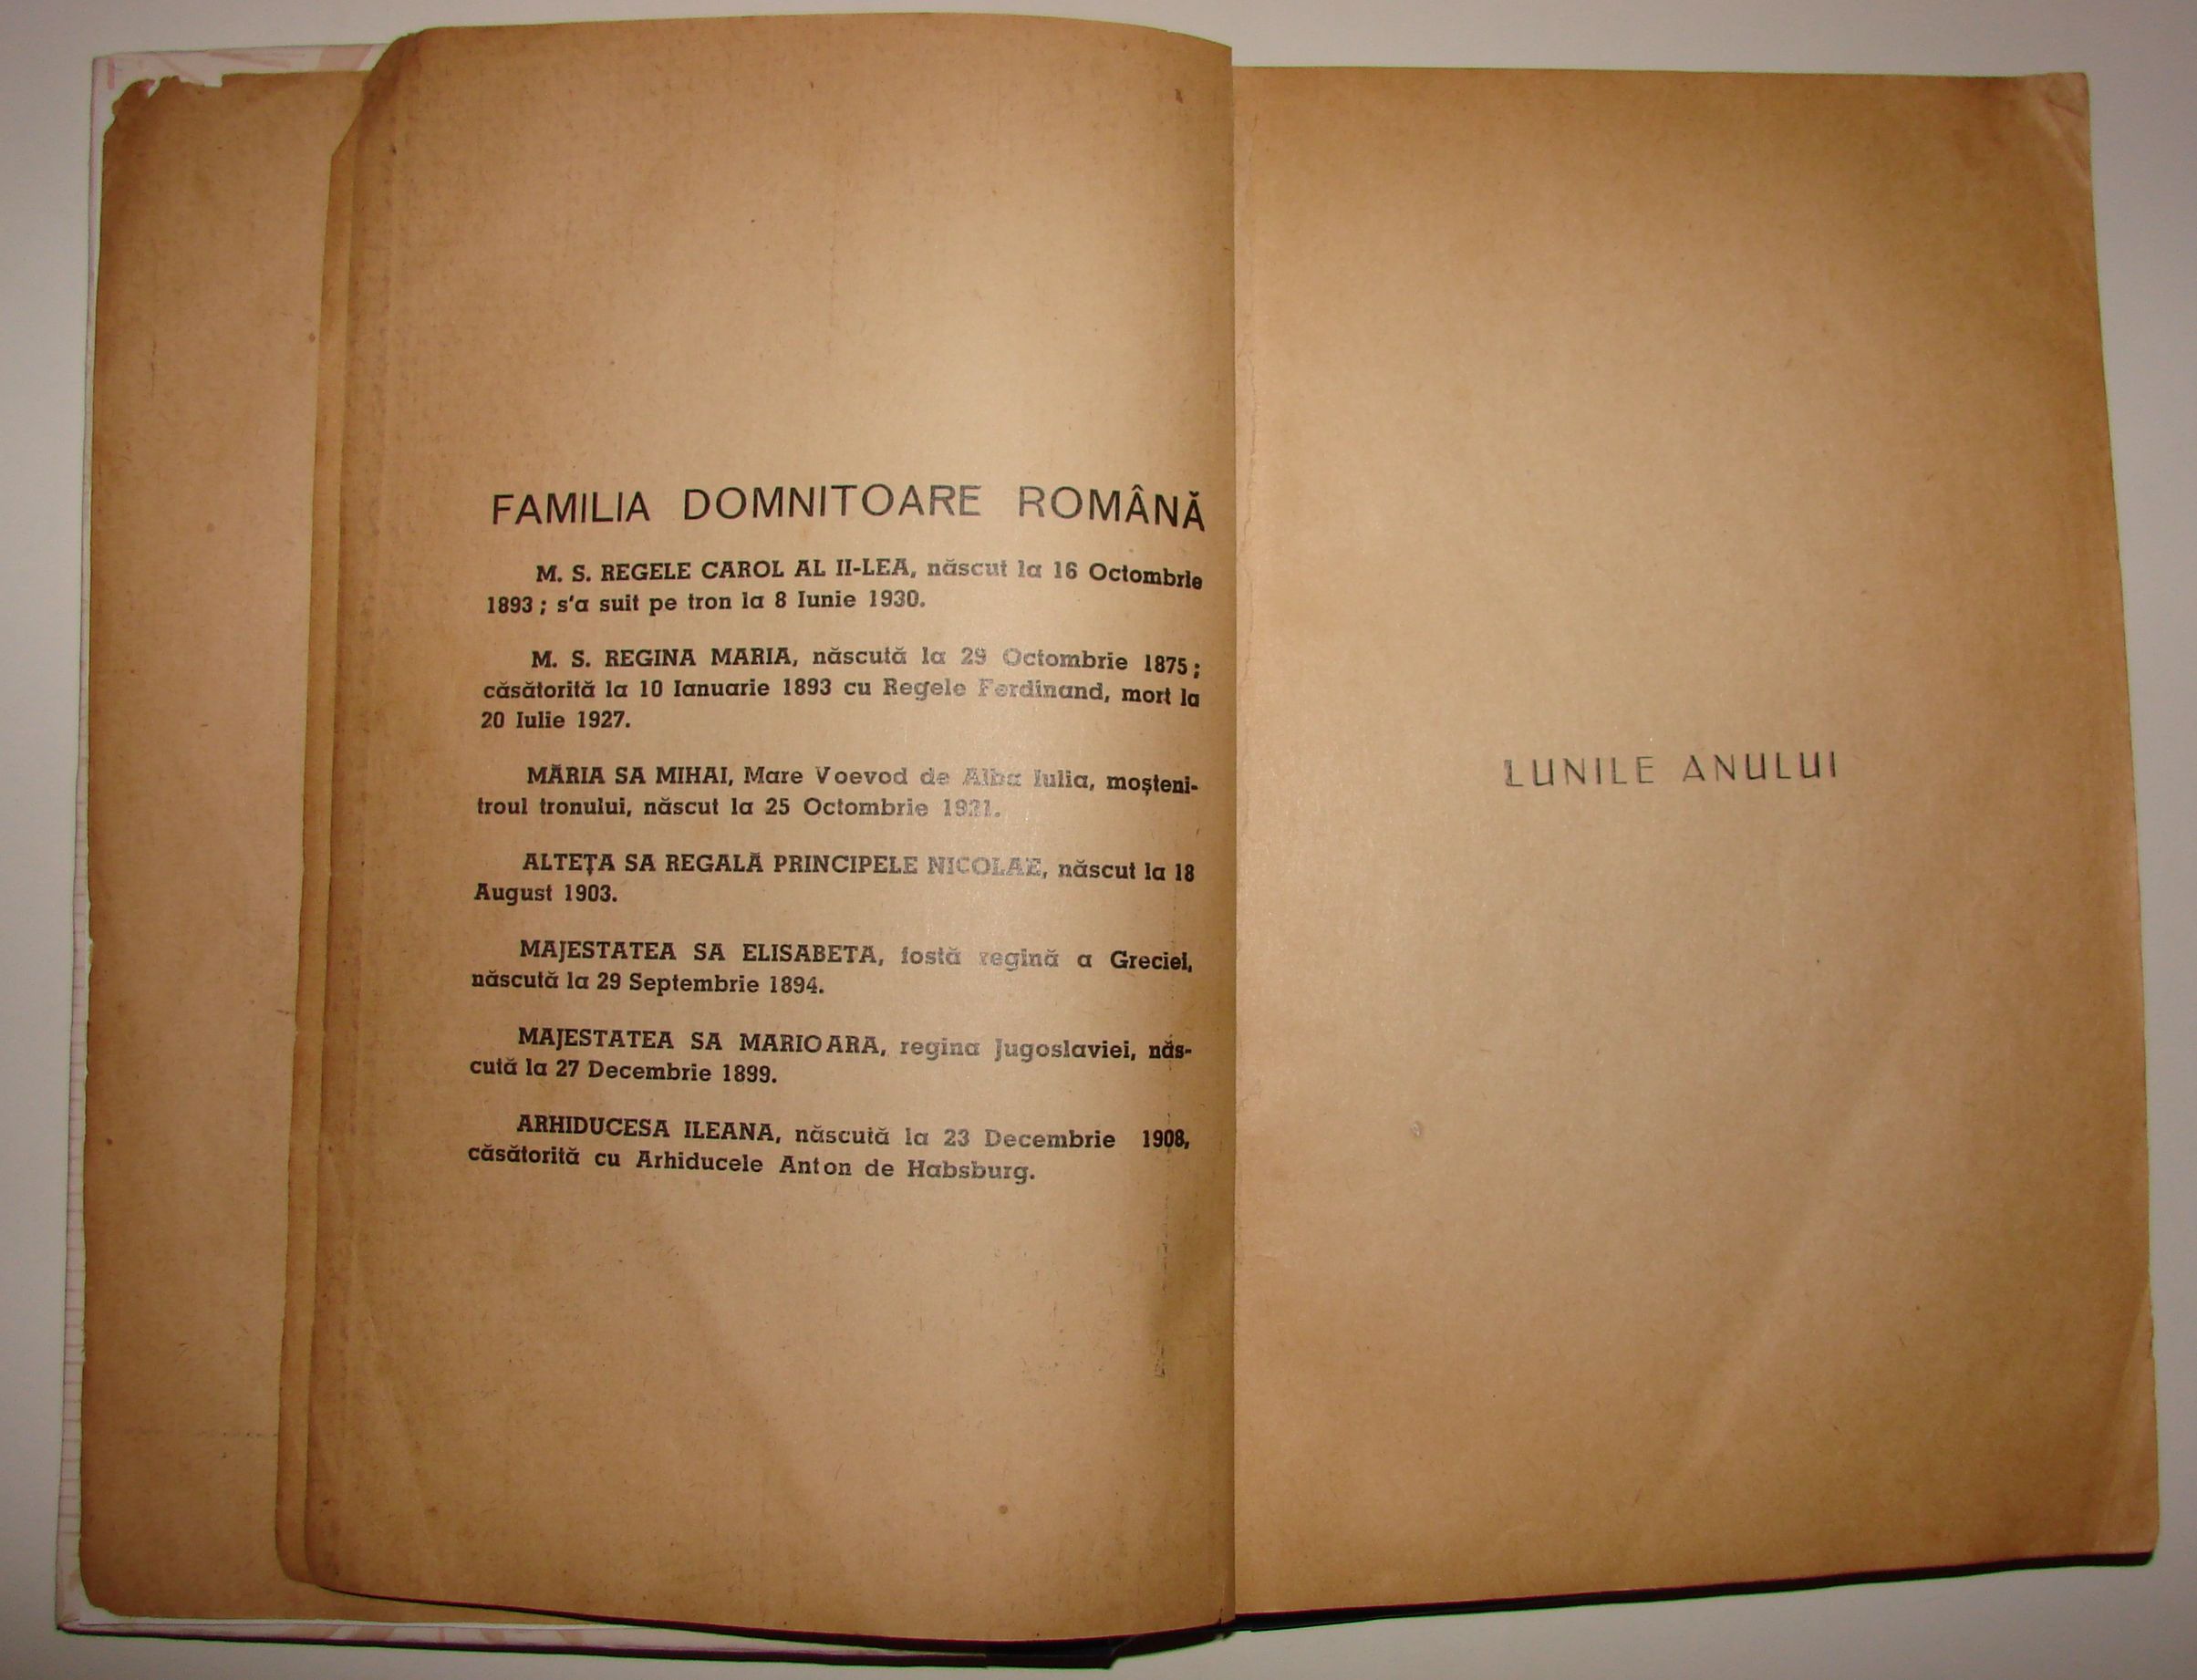 FAMILIA DOMNITOARE ROMÂNĂ
M. S. REGELE CAROL AL II-LEA, născut la 16 Octombrie
1893 ; s'a suit pe tron la 8 Iunie 1930.
M. S. REGINA MARIA, născută la 29 Octombrie 1875 ;
căsătorită la 10 Ianuarie 1893 cu Regele Ferdinand, mort la
20 Iulie 1927.
MĂRIA SA MIHAI, Mare Voevod de Alba Iulia, moșteni-
troul tronului, născut la 25 Octombrie 1921.
ALTEȚA SA REGALĂ PRINCIPELE NICOLAE, născut la 18
August 1903.
MAJESTATEA SA ELISABETA, fostă regină a Greciei,
născută la 29 Septembrie 1894.
MAJESTATEA SA MARIOARA, regina Jugoslaviei, năs-
cută la 27 Decembrie 1899.
ARHIDUCESA ILEANA, născută la 23 Decembrie 1908,
căsătorită cu Arhiducele Anton de Habsburg.
LUNILE ANULUI